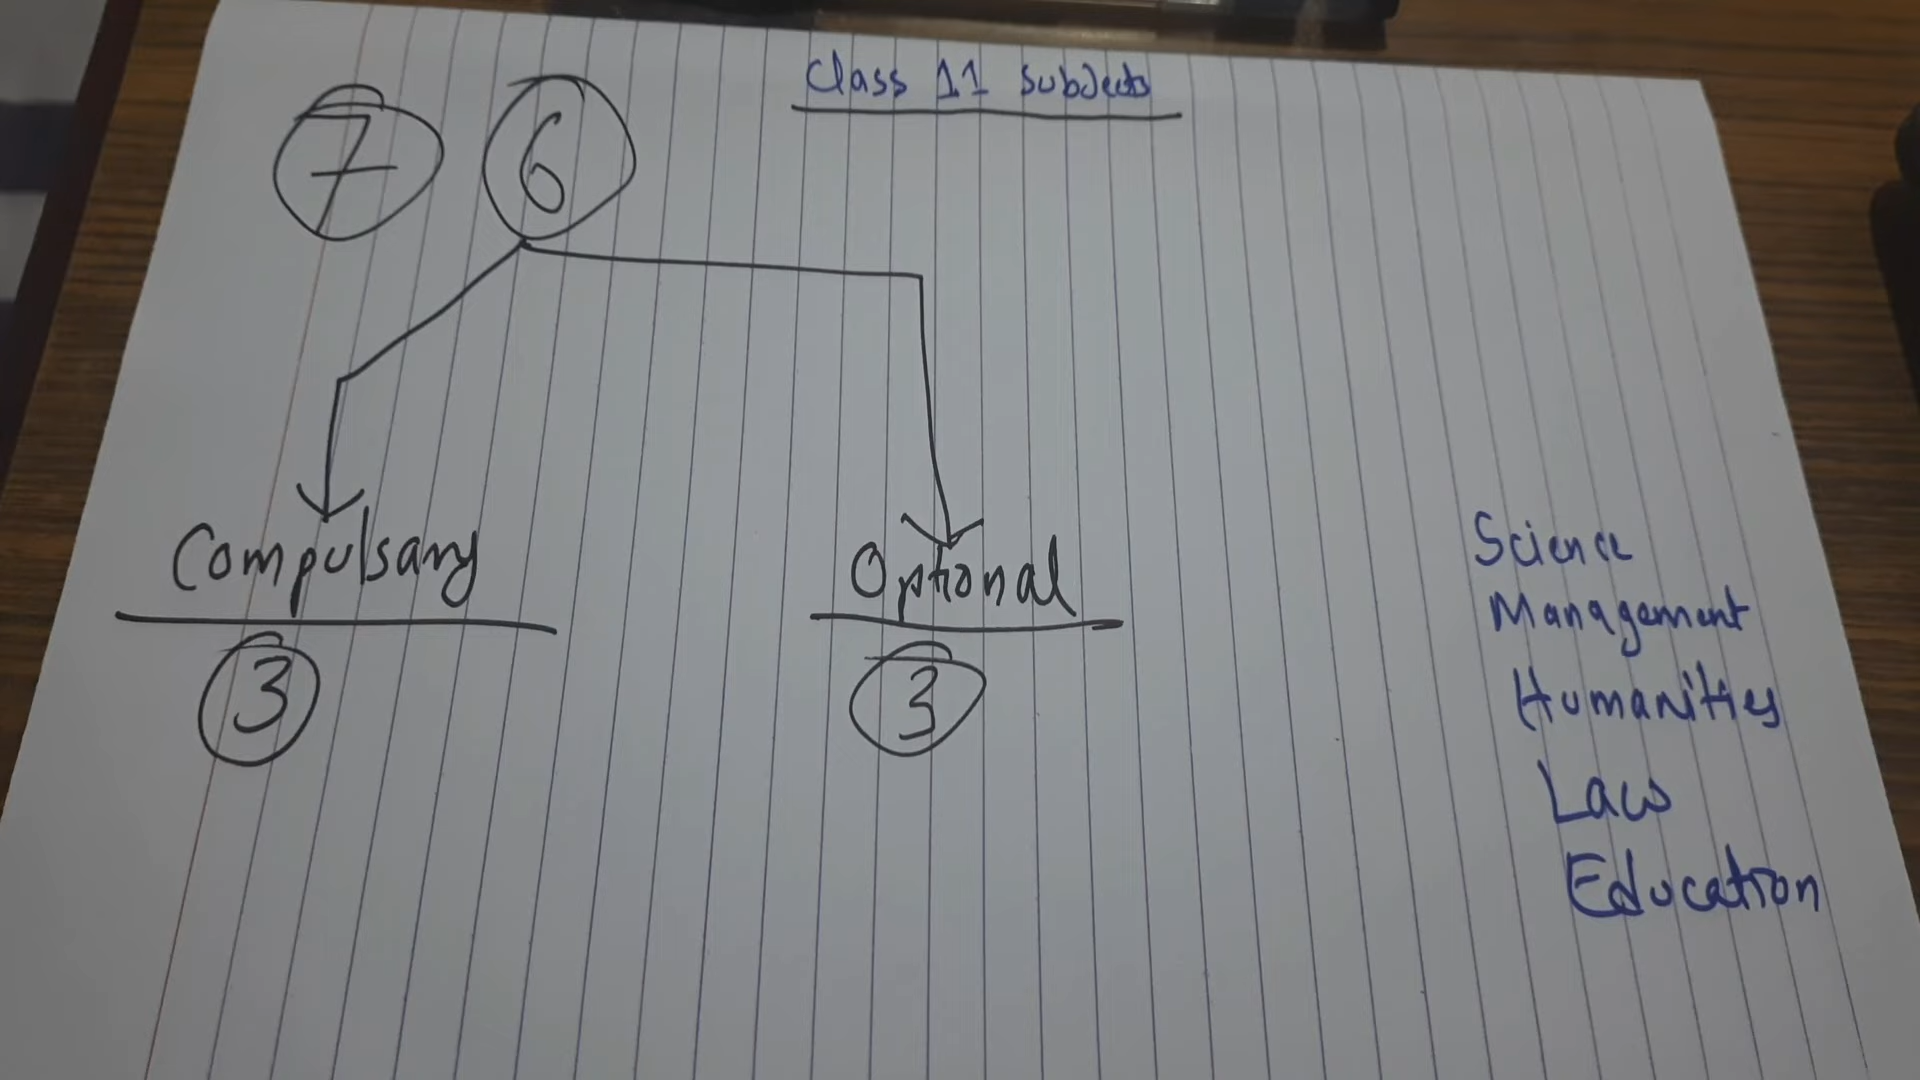 Class 11 Subjects
7 6
Compulsary
Optional
3
3
Science
Management
Humanities
Law
Education